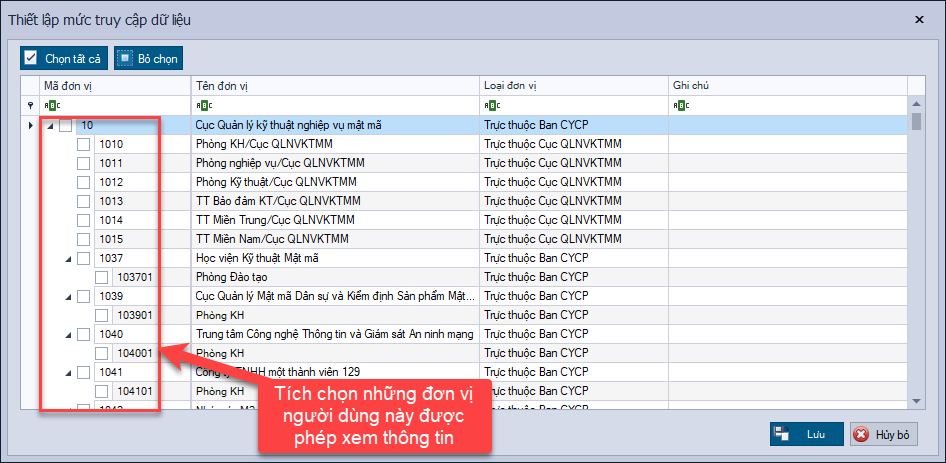 Thiết lập mức truy cập dữ liệu
Chọn tất cả Bỏ chọn
Mã đơn vị Tên đơn vị Loại đơn vị Ghi chú
ABC ABC ABC ABC
10 Cục Quản lý kỹ thuật nghiệp vụ mật mã Trực thuộc Ban CYCP
1010 Phòng KH/Cục QLNVKTMM Trực thuộc Cục QLNVKTMM
1011 Phòng nghiệp vụ/Cục QLNVKTMM Trực thuộc Cục QLNVKTMM
1012 Phòng Kỹ thuật/Cục QLNVKTMM Trực thuộc Cục QLNVKTMM
1013 TT Bảo đảm KT/Cục QLNVKTMM Trực thuộc Cục QLNVKTMM
1014 TT Miền Trung/Cục QLNVKTMM Trực thuộc Cục QLNVKTMM
1015 TT Miền Nam/Cục QLNVKTMM Trực thuộc Cục QLNVKTMM
1037 Học viện Kỹ thuật Mật mã Trực thuộc Ban CYCP
103701 Phòng Đào tạo Trực thuộc Ban CYCP
1039 Cục Quản lý Mật mã Dân sự và Kiểm định Sản phẩm Mật... Trực thuộc Ban CYCP
103901 Phòng KH Trực thuộc Ban CYCP
1040 Trung tâm Công nghệ Thông tin và Giám sát An ninh mạng Trực thuộc Ban CYCP
104001 Phòng KH Trực thuộc Ban CYCP
1041 TNHH một thành viên 129 Trực thuộc Ban CYCP
104101 Phòng KH Trực thuộc Ban CYCP
Tích chọn những đơn vị
người dùng này được
phép xem thông tin
Lưu Hủy bỏ